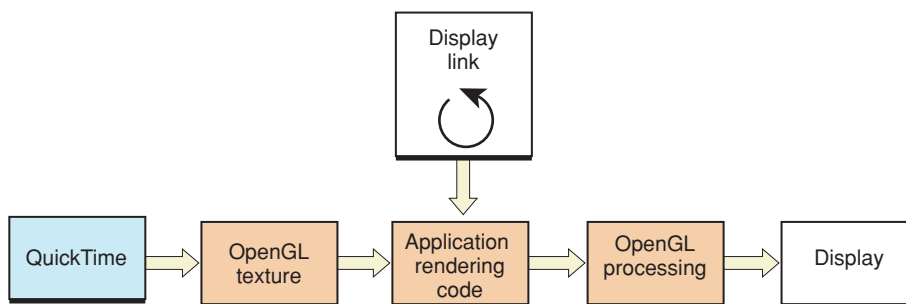 Display
link
QuickTime
OpenGL
texture
Application
rendering
code
OpenGL
processing
Display